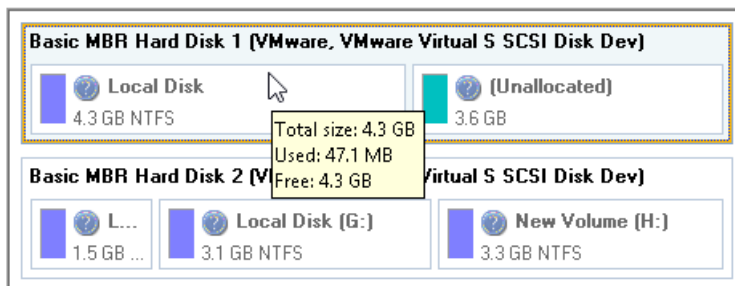 Basic MBR Hard Disk 1 (VMware, VMware Virtual S SCSI Disk Dev)
Local Disk
4.3 GB NTFS
(Unallocated)
3.6 GB
Total size: 4.3 GB
Used: 47.1 MB
Free: 4.3 GB
Basic MBR Hard Disk 2 (V Virtual S SCSI Disk Dev)
L...
1.5 GB ...
Local Disk (G:)
3.1 GB NTFS
New Volume (H:)
3.3 GB NTFS